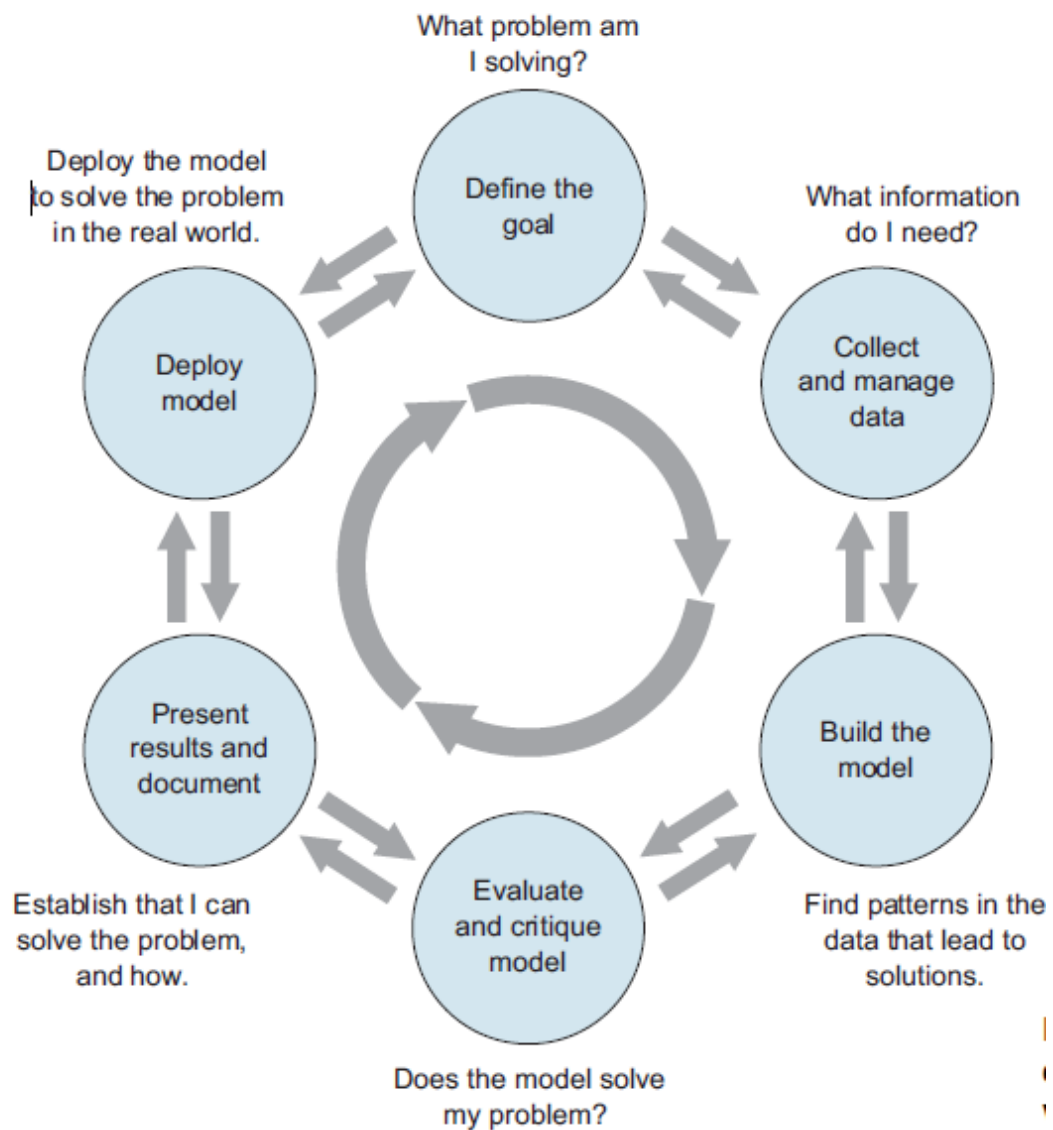 What problem am
I solving?
Define the
goal
What information
do I need?
Collect
and manage
data
Build the
model
Find patterns in the
data that lead to
solutions.
Evaluate
and critique
model
Does the model solve
my problem?
Present
results and
document
Establish that I can
solve the problem,
and how.
Deploy
model
Deploy the model
to solve the problem
in the real world.